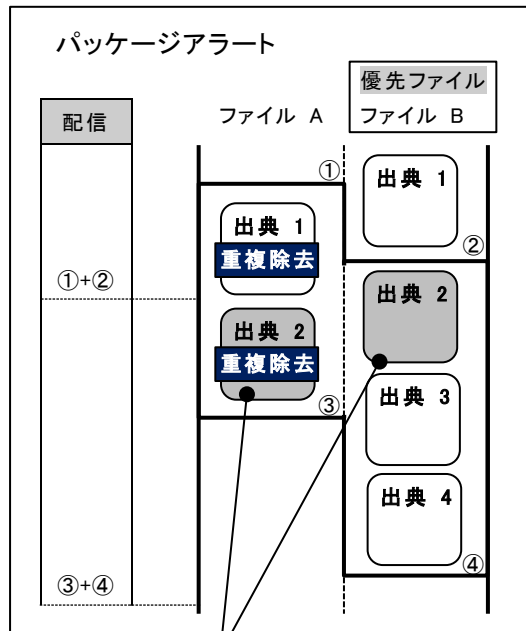 パッケージアラート
優先ファイル
配信
ファイル A
ファイル B
①
出典 1
出典 1
重複除去
②
①+②
出典 2
出典 2
重複除去
③
出典 3
出典 4
④
③+④